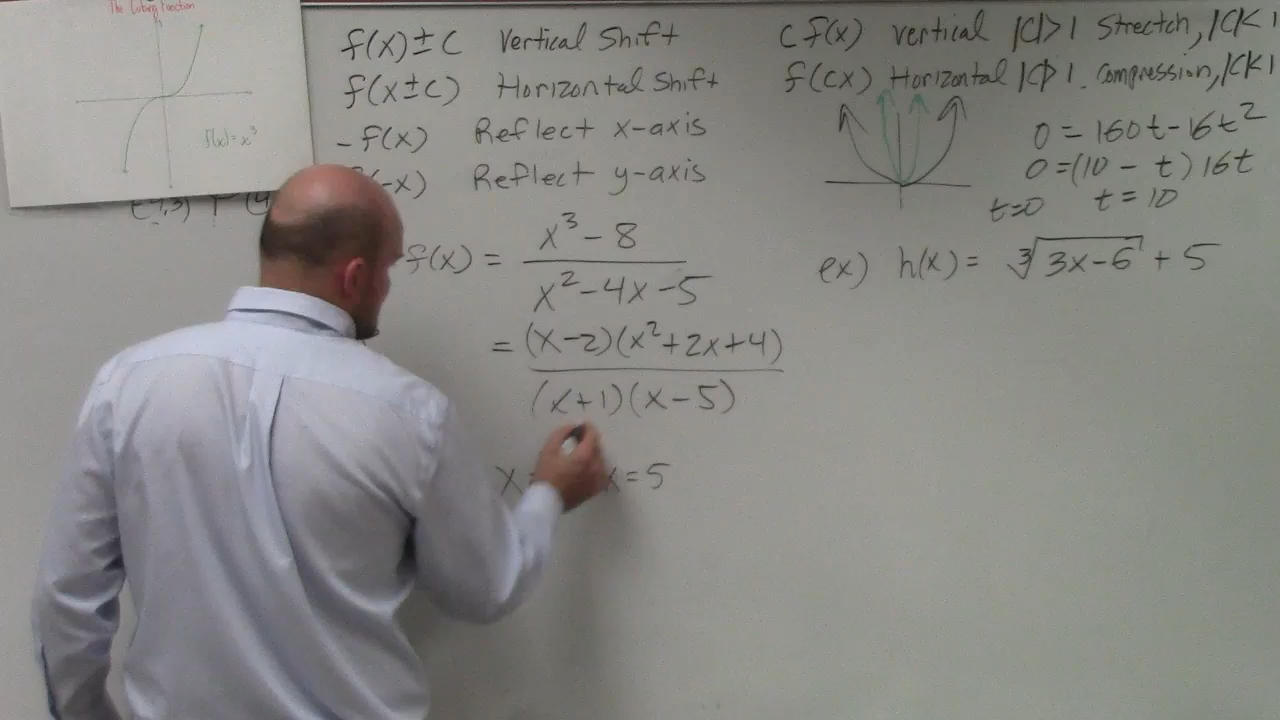 The Cubing Function
f(x) = x³
f(x) ± C Vertical Shift
f(x±C) Horizontal Shift
-f(x) Reflect x-axis
-x) Reflect y-axis
C f(x) vertical |C|>1 Stretch, |C|< 1
f(cx) Horizontal |C|>1. Compression, |C|< 1
0 = 160t - 16t²
0 = (10 - t) 16t
t=0 t = 10
f(x) = x³ - 8
x² - 4x - 5
= (x-2)(x²+2x+4)
(x+1)(x-5)
x = x = 5
ex) h(x) = ∛3x-6 + 5